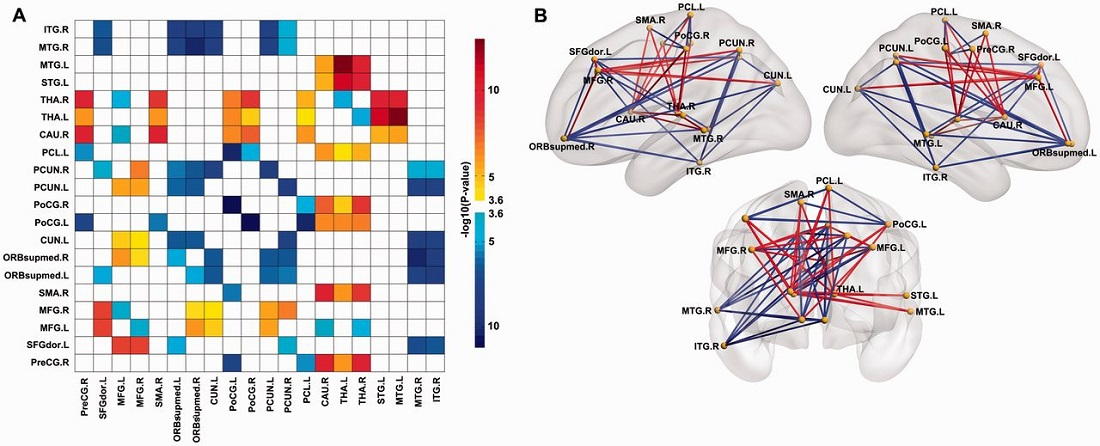 A
ITG.R
MTG.R
MTG.L
STG.L
THA.R
THA.L
CAU.R
PCL.L
PCUN.R
PCUN.L
PoCG.R
PoCG.L
CUN.L
ORBsupmed.R
ORBsupmed.L
SMA.R
MFG.R
MFG.L
SFGdor.L
PreCG.R
PreCG.R
SFGdor.L
MFG.L
MFG.R
SMA.R
ORBsupmed.L
ORBsupmed.R
CUN.L
PoCG.L
PoCG.R
PCUN.L
PCUN.R
PCL.L
CAU.R
THA.L
THA.R
STG.L
MTG.L
MTG.R
ITG.R
10
5
3.6
3.6
5
10
-log10(P-value)
B
PCL.L
SMA.R
PoCG.R
PCUN.R
SFGdor.L
MFG.R
CUN.L
THA.R
CAU.R
MTG.R
ORBsupmed.R
ITG.R
PCL.L
SMA.R
PoCG.L
PreCG.R
PCUN.L
SFGdor.L
MFG.L
CUN.L
CAU.R
MTG.L
ORBsupmed.L
ITG.R
PCL.L
SMA.R
PoCG.L
MFG.R
MFG.L
THA.L
STG.L
MTG.R
MTG.L
ITG.R